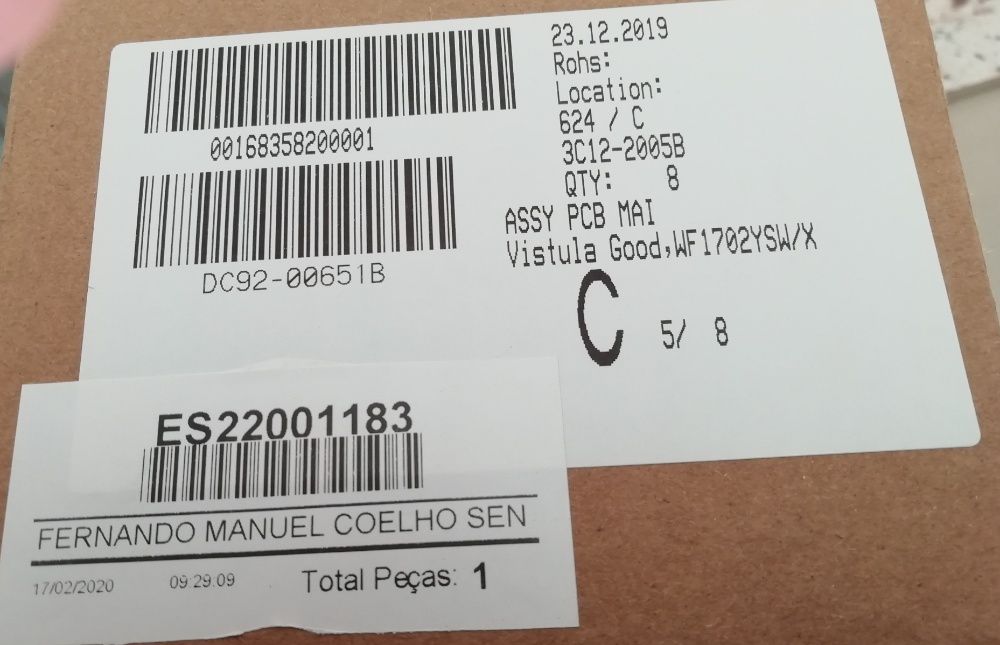 00168358200001
DC92-00651B
23.12.2019
Rohs:
Location:
624 / C
3C12-2005B
QTY: 8
ASSY PCB MAI
Vistula Good,WF1702YSW/X
C 5/ 8
ES22001183
FERNANDO MANUEL COELHO SEN
17/02/2020 09:29:09 Total Peças: 1